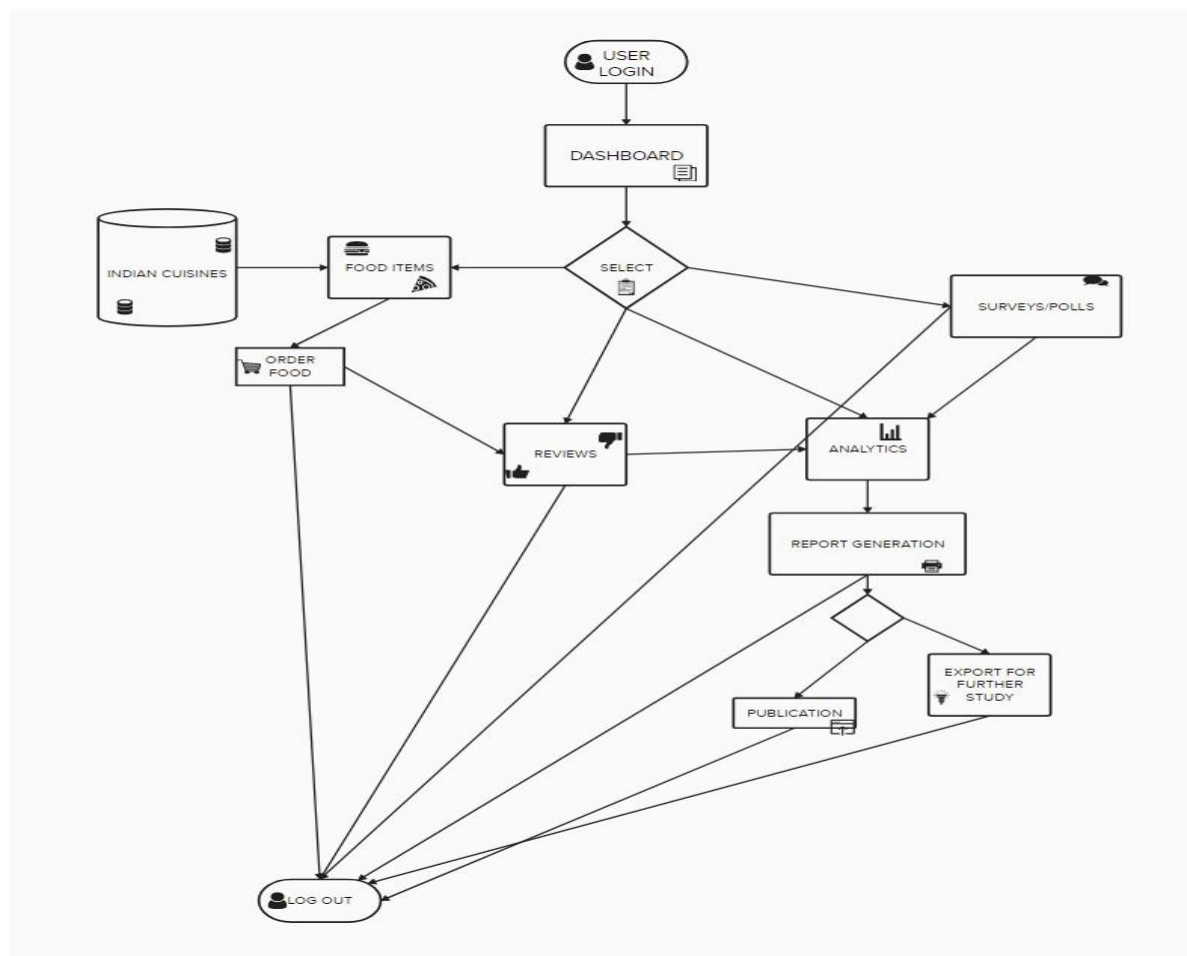 USER
LOGIN
DASHBOARD
INDIAN CUISINES
FOOD ITEMS
SELECT
SURVEYS/POLLS
ORDER
FOOD
REVIEWS
ANALYTICS
REPORT GENERATION
EXPORT FOR
FURTHER
STUDY
PUBLICATION
LOG OUT